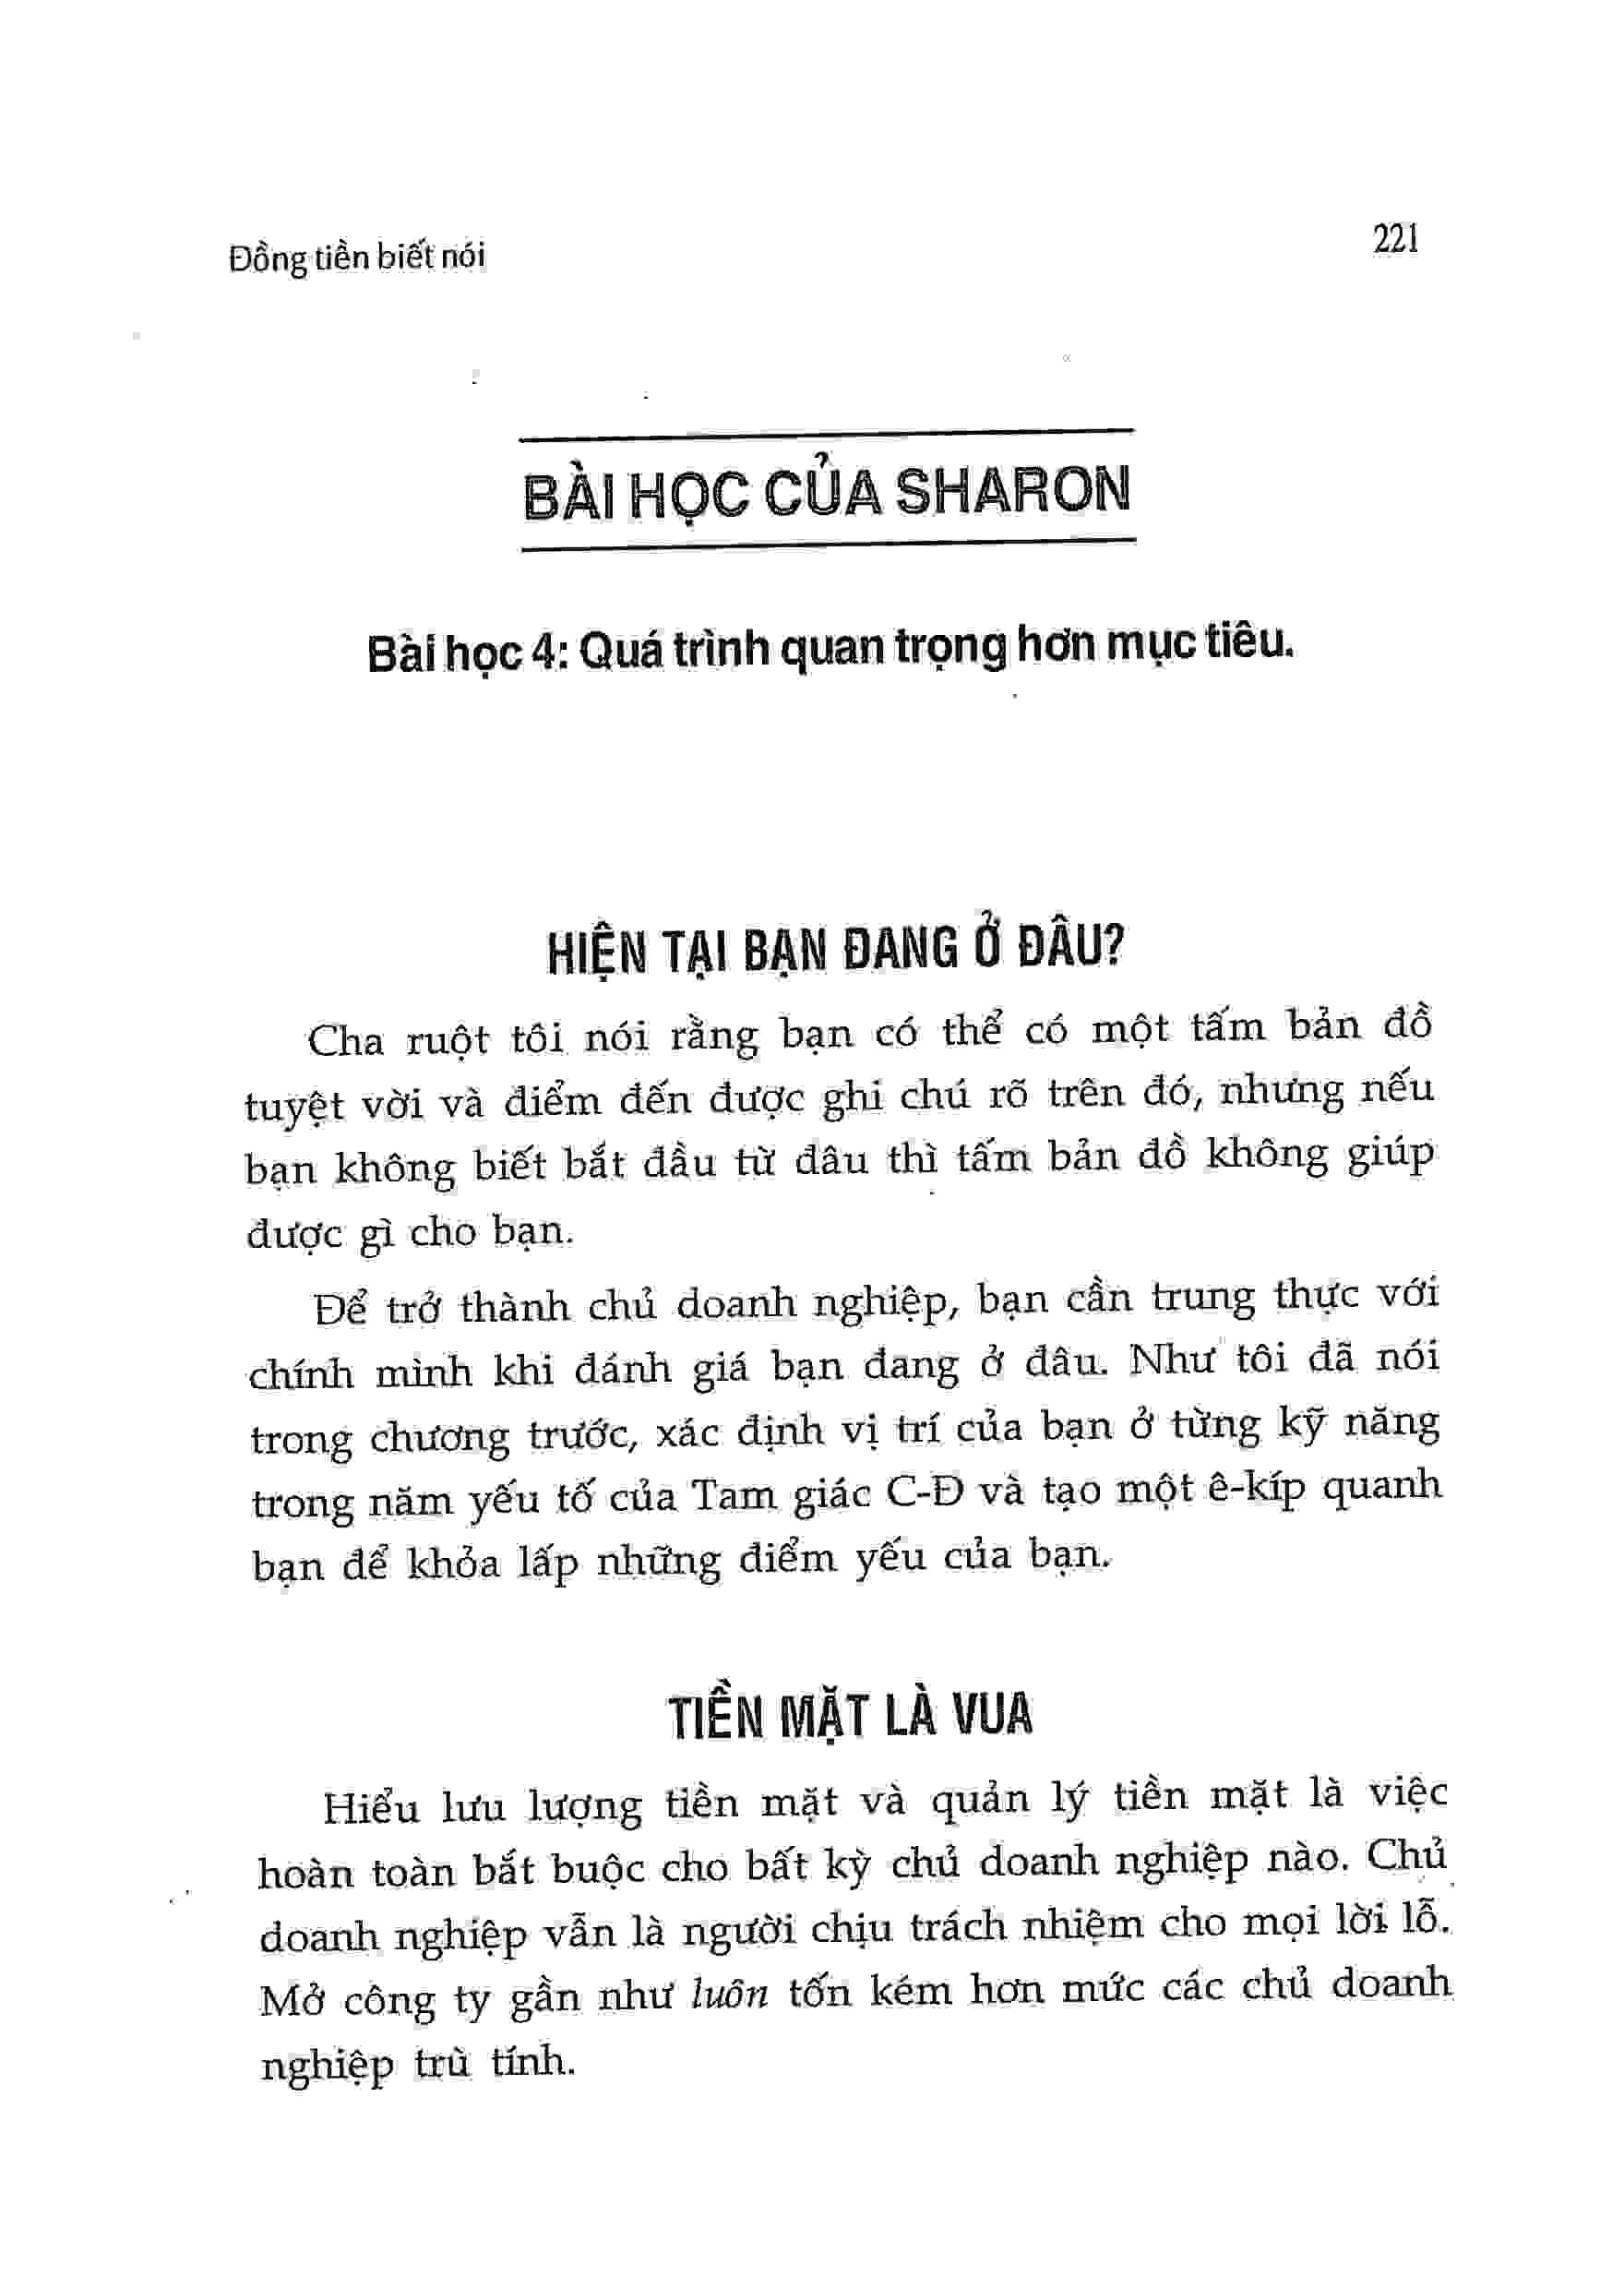 Đồng tiền biết nói
221
BÀI HỌC CỦA SHARON
Bài học 4: Quá trình quan trọng hơn mục tiêu.
HIỆN TẠI BẠN ĐANG Ở ĐÂU?
Cha ruột tôi nói rằng bạn có thể có một tấm bản đồ
tuyệt vời và điểm đến được ghi chú rõ trên đó, nhưng nếu
bạn không biết bắt đầu từ đâu thì tấm bản đồ không giúp
được gì cho bạn.
Để trở thành chủ doanh nghiệp, bạn cần trung thực với
chính mình khi đánh giá bạn đang ở đâu. Như tôi đã nói
trong chương trước, xác định vị trí của bạn ở từng kỹ năng
trong năm yếu tố của Tam giác C-Đ và tạo một ê-kíp quanh
bạn để khỏa lấp những điểm yếu của bạn.
TIỀN MẶT LÀ VUA
Hiểu lưu lượng tiền mặt và quản lý tiền mặt là việc
hoàn toàn bắt buộc cho bất kỳ chủ doanh nghiệp nào. Chủ
doanh nghiệp vẫn là người chịu trách nhiệm cho mọi lời lỗ.
Mở công ty gần như luôn tốn kém hơn mức các chủ doanh
nghiệp trù tính.